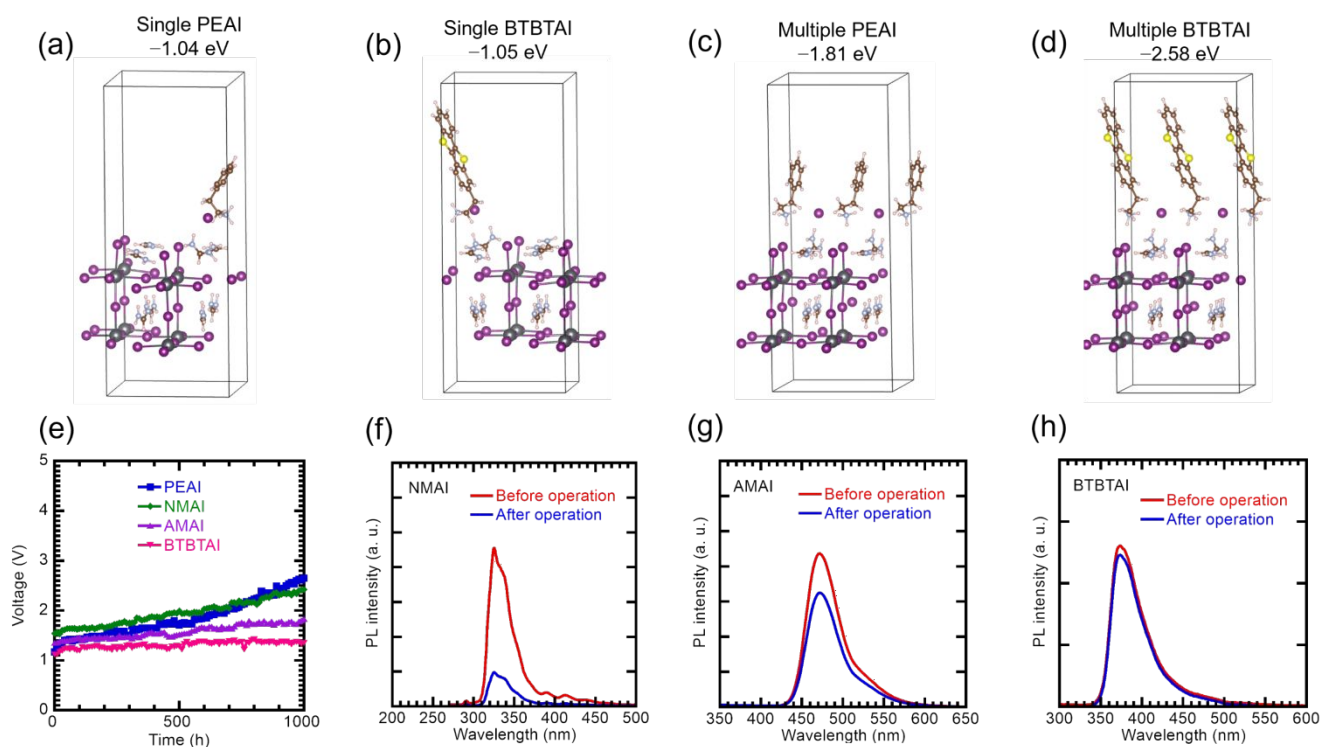 (a)
Single PEAI
−1.04 eV
(b)
Single BTBTAI
−1.05 eV
(c)
Multiple PEAI
−1.81 eV
(d)
Multiple BTBTAI
−2.58 eV
(e)
5
4
3
2
1
0
Voltage (V)
PEAI
NMAI
AMAI
BTBTAI
0
500
1000
Time (h)
(f)
NMAI
Before operation
After operation
PL intensity (a. u.)
200
250
300
350
400
450
500
Wavelength (nm)
(g)
AMAI
Before operation
After operation
PL intensity (a. u.)
350
400
450
500
550
600
650
Wavelength (nm)
(h)
BTBTAI
Before operation
After operation
PL intensity (a. u.)
300
350
400
450
500
550
600
Wavelength (nm)